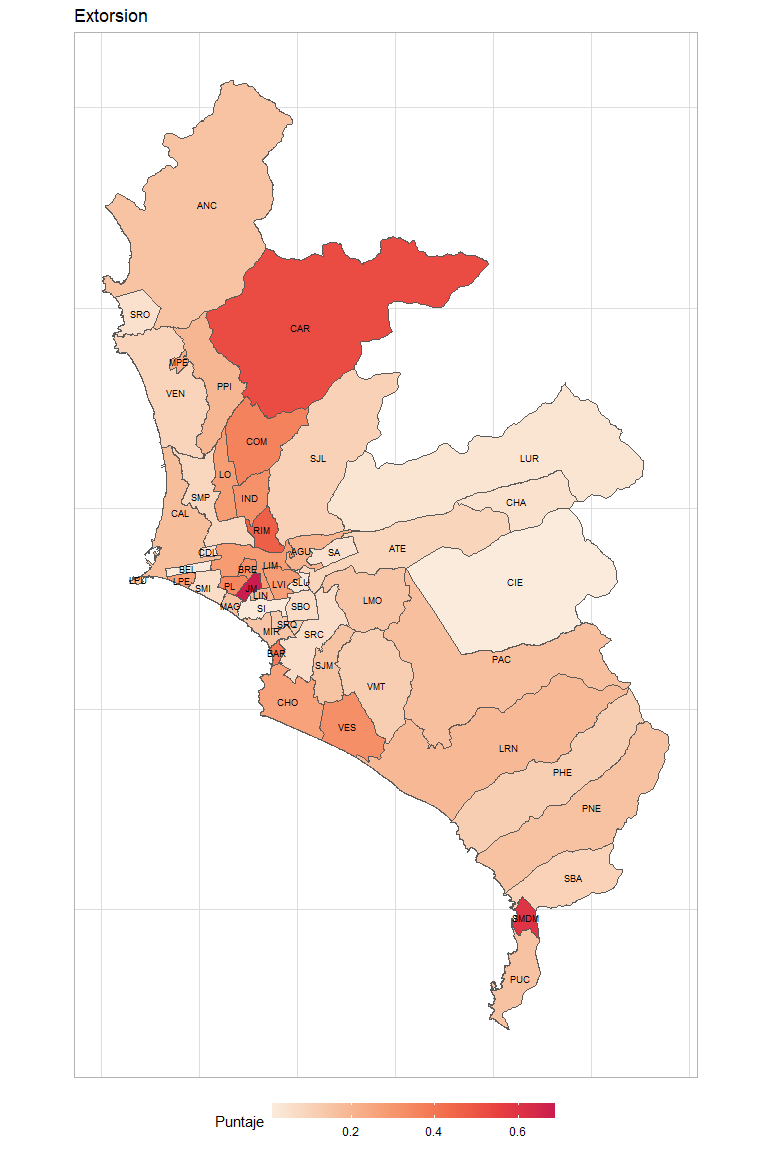 Extorsion
ANC
SRO
CAR
MPE
VEN
PPI
COM
SJL
LUR
LO
SMP
IND
CHA
CAL
RIM
CDL
AGU
SA
ATE
BEL
BRE
LIM
LPU
LPE
SMI
PL
JM
LVI
SLU
CIE
LIN
MAG
SI
SBO
LMO
MIR
SRQ
SRC
BAR
SJM
PAC
VMT
CHO
VES
LRN
PHE
PNE
SBA
SMDM
PUC
Puntaje
0.2 0.4 0.6